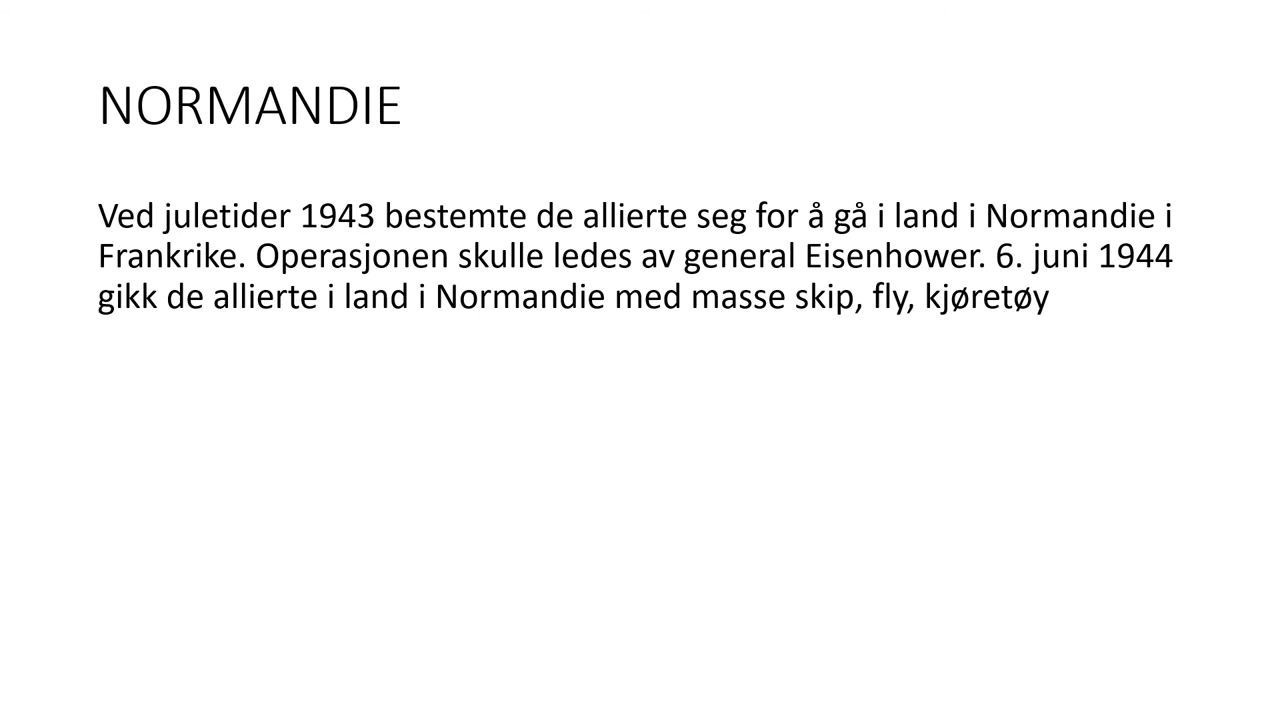 NORMANDIE
Ved juletider 1943 bestemte de allierte seg for å gå i land i Normandie i
Frankrike. Operasjonen skulle ledes av general Eisenhower. 6. juni 1944
gikk de allierte i land i Normandie med masse skip, fly, kjøretøy